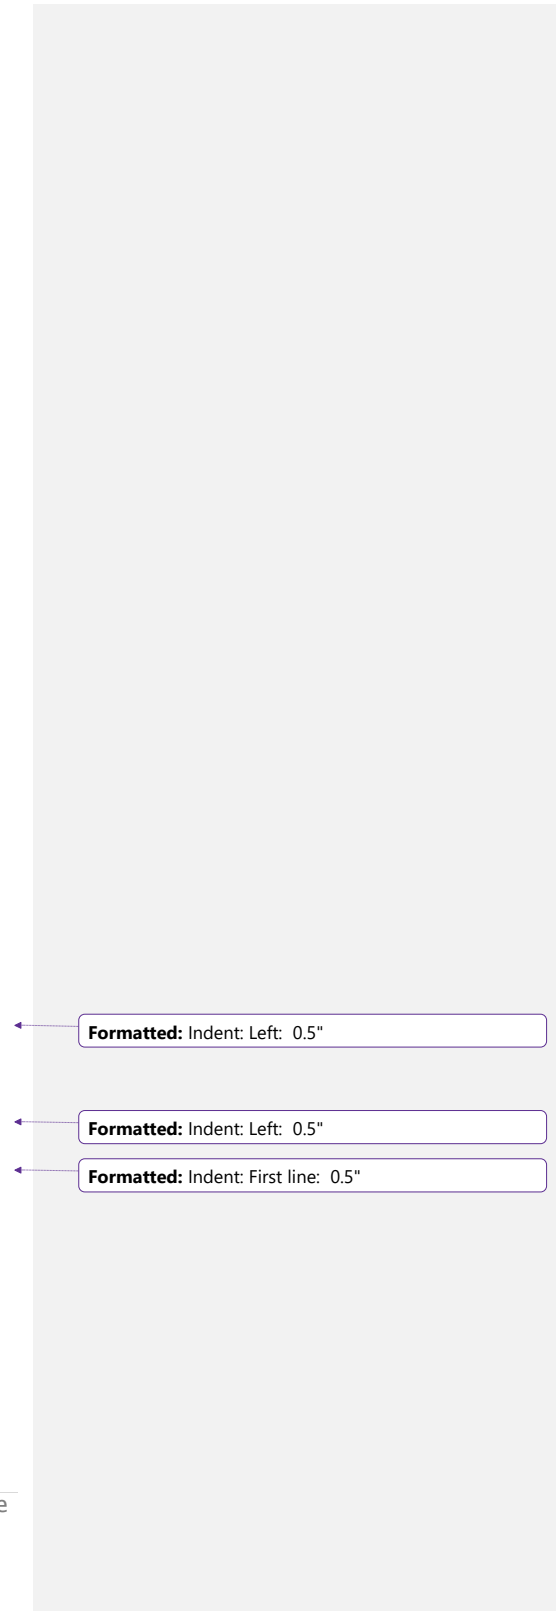 Formatted: Indent: Left:  0.5"
Formatted: Indent: Left:  0.5"
Formatted: Indent: First line:  0.5"
e